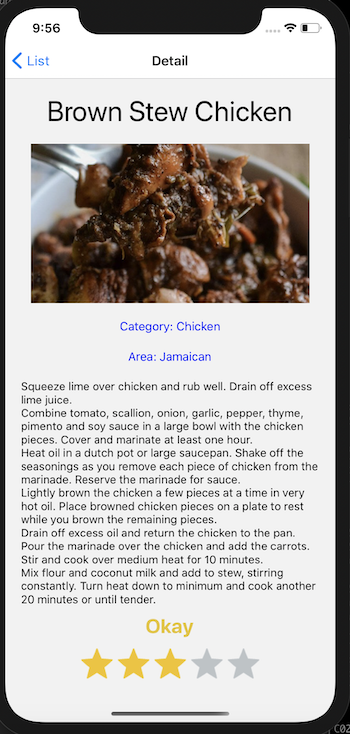 9:56
List
Detail
Brown Stew Chicken
Category: Chicken
Area: Jamaican
Squeeze lime over chicken and rub well. Drain off excess
lime juice.
Combine tomato, scallion, onion, garlic, pepper, thyme,
pimento and soy sauce in a large bowl with the chicken
pieces. Cover and marinate at least one hour.
Heat oil in a dutch pot or large saucepan. Shake off the
seasonings as you remove each piece of chicken from the
marinade. Reserve the marinade for sauce.
Lightly brown the chicken a few pieces at a time in very
hot oil. Place browned chicken pieces on a plate to rest
while you brown the remaining pieces.
Drain off excess oil and return the chicken to the pan.
Pour the marinade over the chicken and add the carrots.
Stir and cook over medium heat for 10 minutes.
Mix flour and coconut milk and add to stew, stirring
constantly. Turn heat down to minimum and cook another
20 minutes or until tender.
Okay
C02